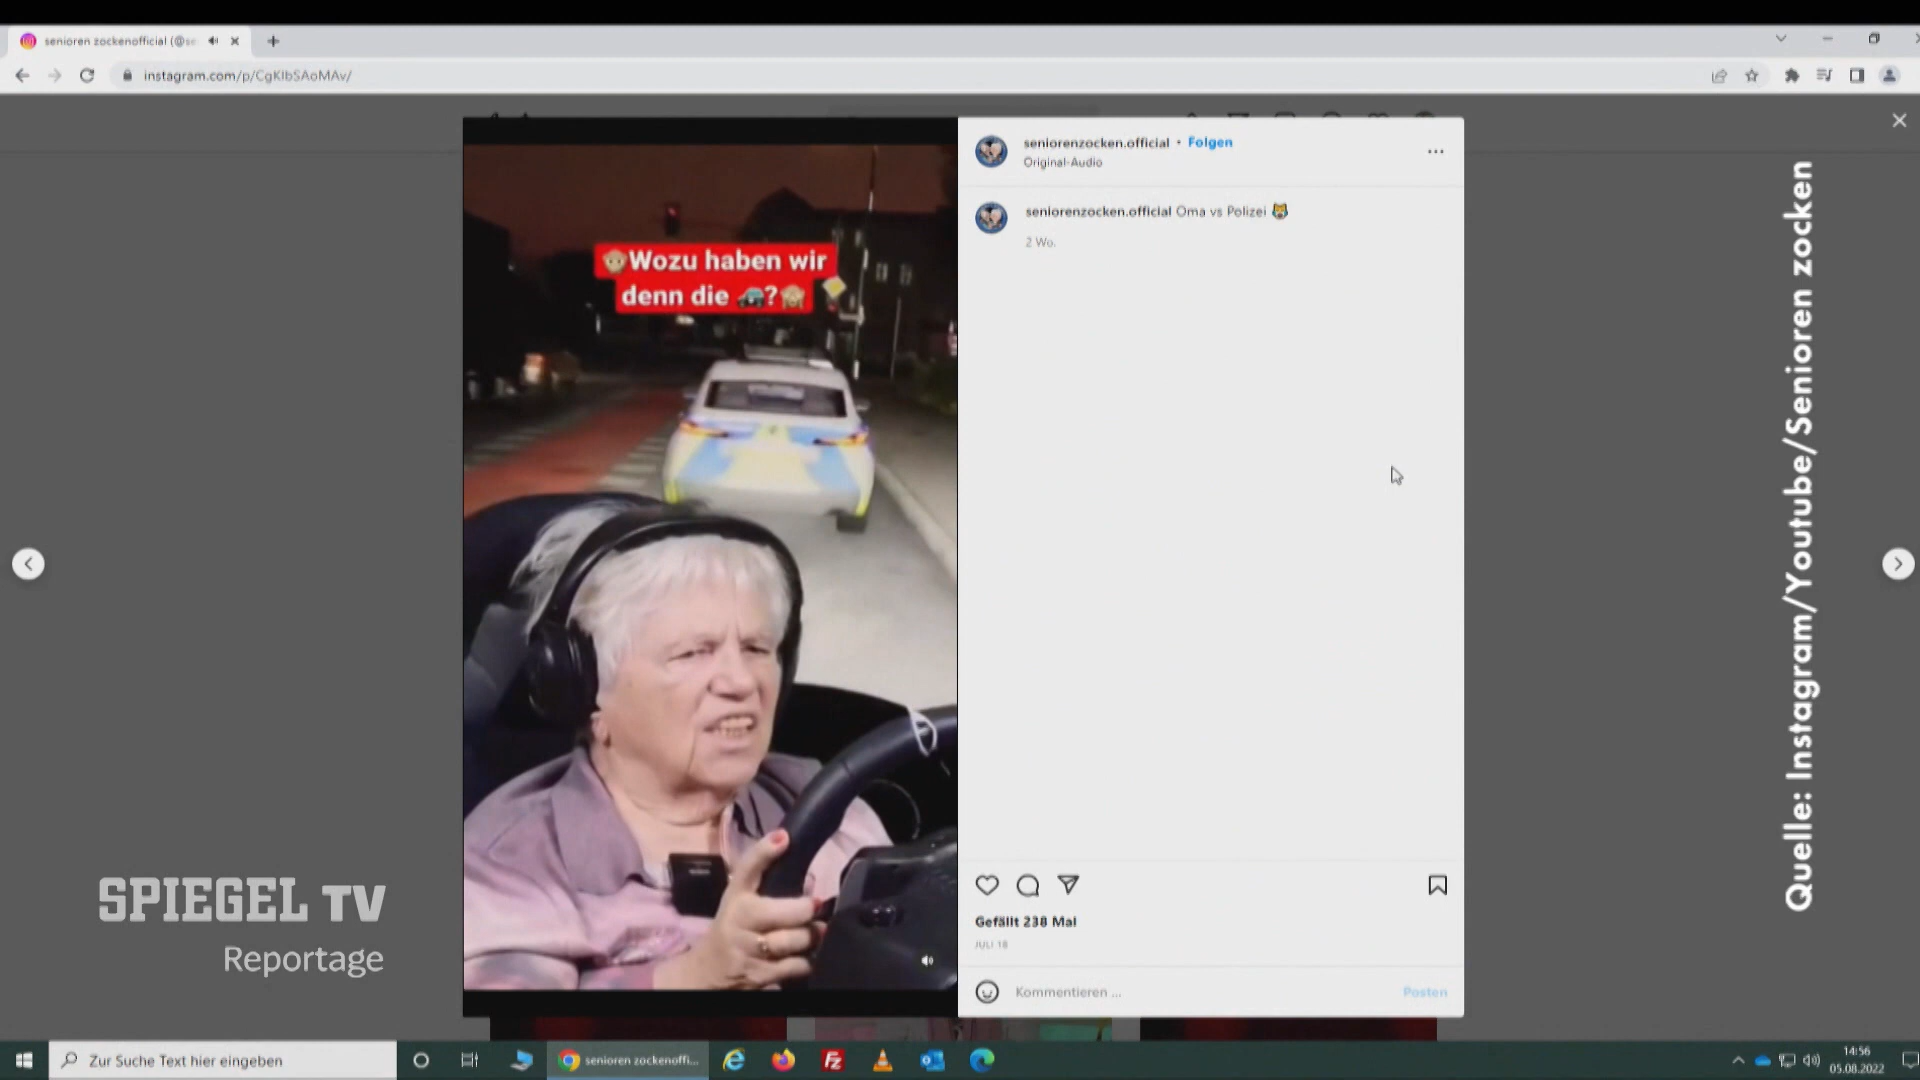 senioren zockenofficial (@se
instagram.com/p/CgKlbSAoMAv/
seniorenzocken.official • Folgen
Original-Audio
seniorenzocken.official Oma vs Polizei
2 Wo.
Wozu haben wir
denn die ?
Quelle: Instagram/Youtube/Senioren zocken
SPIEGEL TV
Reportage
Gefällt 238 Mal
JULI 18
Kommentieren ...
Posten
Zur Suche Text hier eingeben
senioren zockenoffi...
14:56
05.08.2022